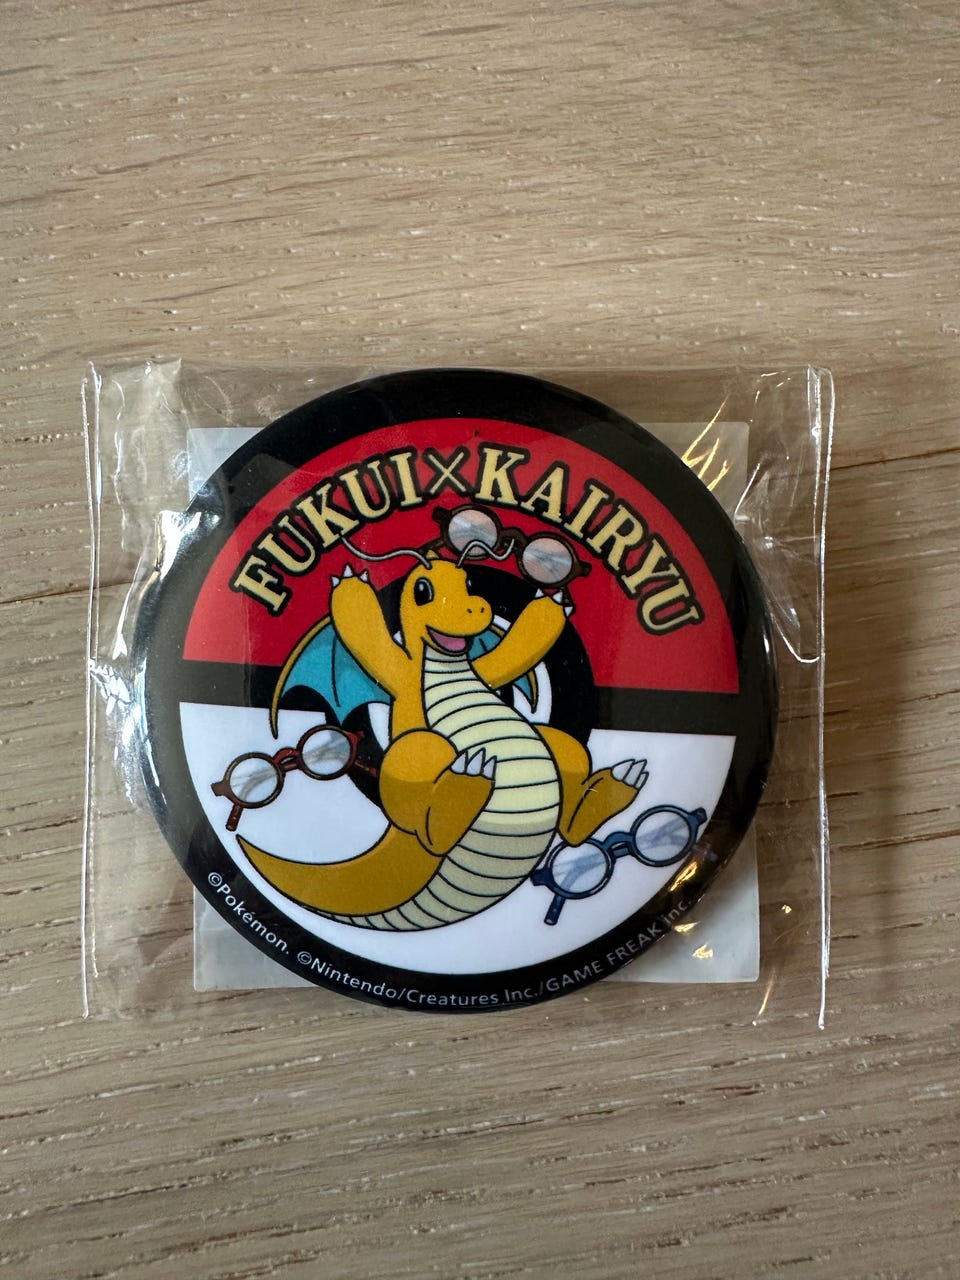 FUKUI×KAIRYU
©Pokémon. ©Nintendo/Creatures Inc./GAME FREAK inc.